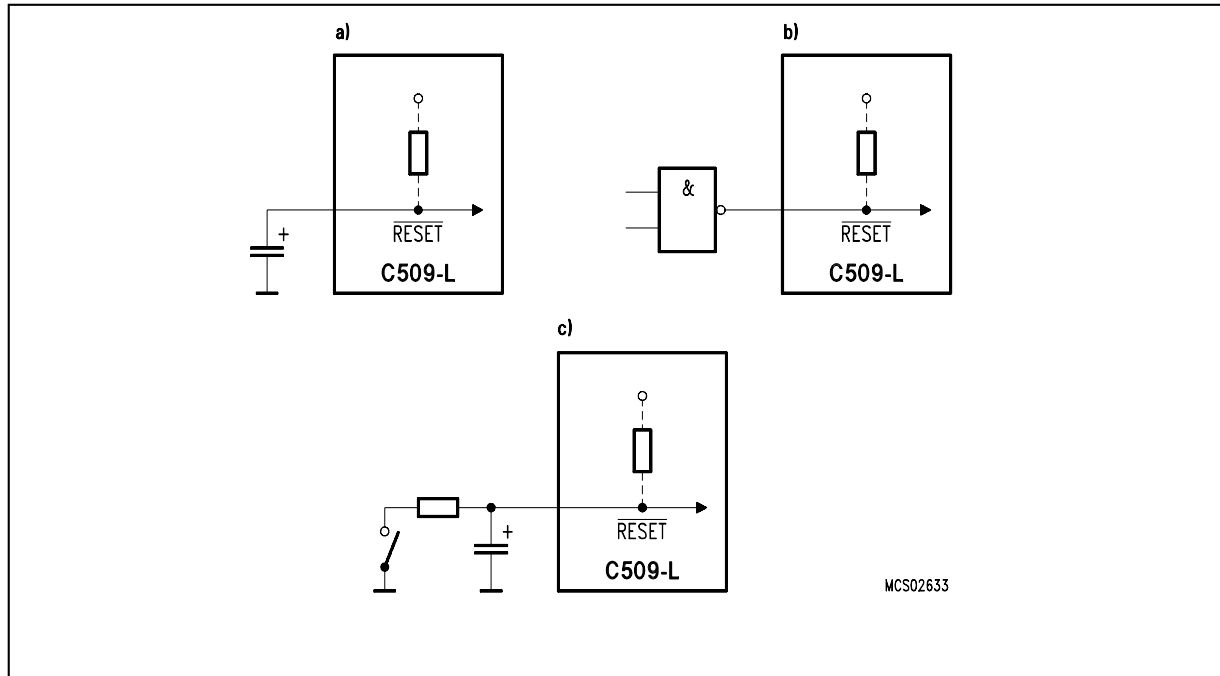 a)
+
RESET
C509-L
b)
&
RESET
C509-L
c)
+
RESET
C509-L
MCS02633